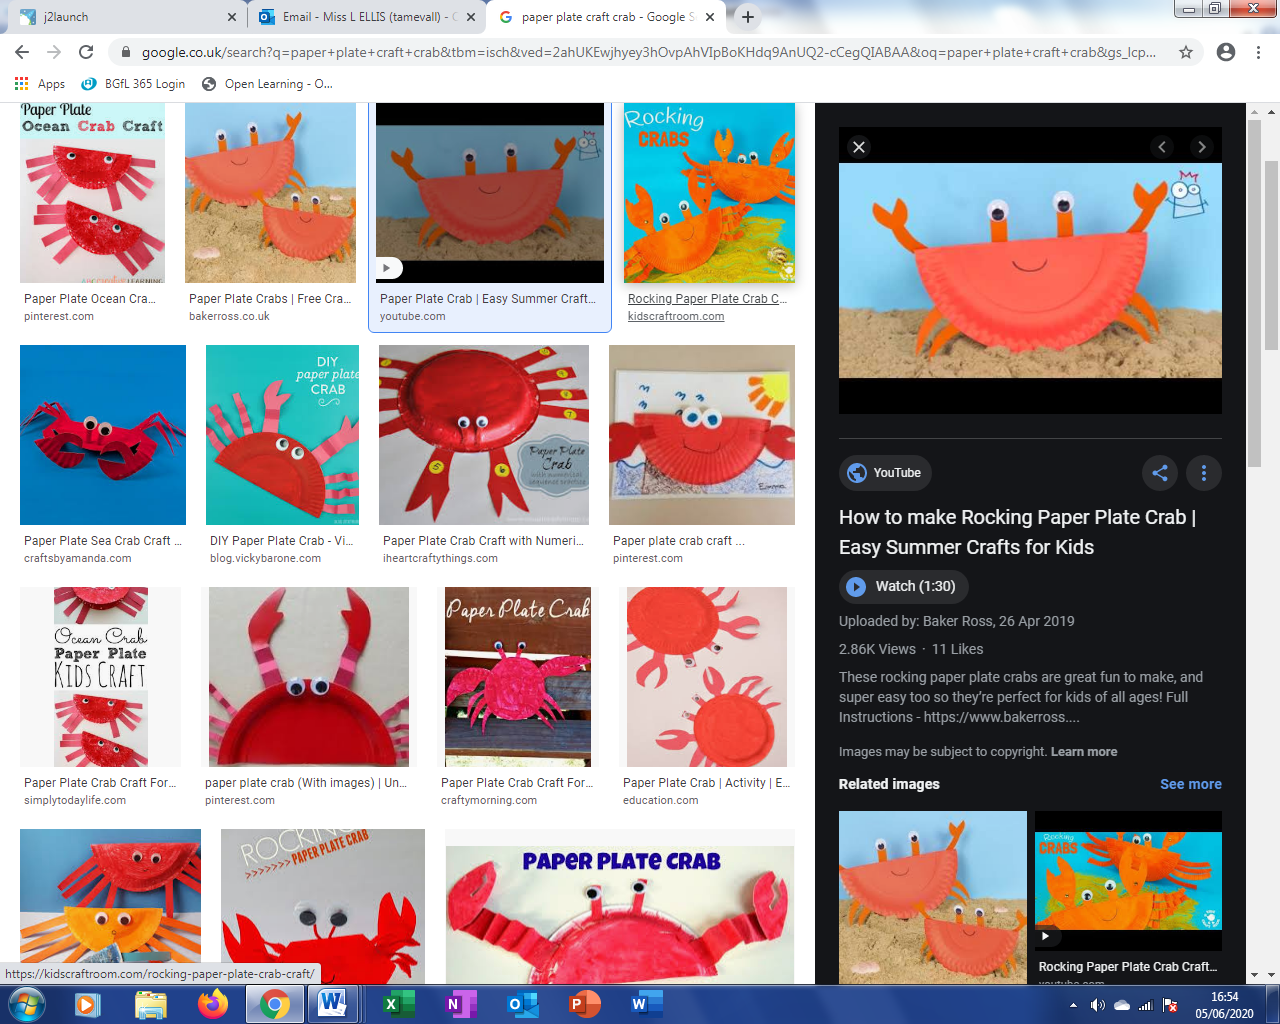 j2launch
Email - Miss L ELLIS (tamevall) - O
paper plate craft crab - Google S
google.co.uk/search?q=paper+plate+craft+crab&tbm=isch&ved=2ahUKEwjhyey3hOvpAhVIpBoKHdq9AnUQ2-cCegQIABAA&oq=paper+plate+craft+crab&gs_lcp...
Apps
BGfL 365 Login
Open Learning - O...
Paper Plate
Ocean Crab Craft
Rocking
CRABS
Paper Plate Ocean Cra...
pinterest.com
Paper Plate Crabs | Free Cra...
bakerross.co.uk
Paper Plate Crab | Easy Summer Craft...
youtube.com
Rocking Paper Plate Crab C...
kidscraftroom.com
DIY
paper plate
CRAB
5
6
Paper Plate
Crab
Paper Plate Sea Crab Craft ...
craftsbyamanda.com
DIY Paper Plate Crab - Vi...
blog.vickybarone.com
Paper Plate Crab Craft with Numeri...
iheartcraftythings.com
Paper plate crab craft ...
pinterest.com
Ocean Crab
Paper Plate
KIDS CRAFT
Paper Plate Crab
Paper Plate Crab Craft For...
simplytodaylife.com
paper plate crab (With images) | Un...
pinterest.com
Paper Plate Crab Craft For...
craftymorning.com
Paper Plate Crab | Activity | E...
education.com
ROCKING
>>>>>>> PAPER PLATE CRAB
PAPER PLATE CRAB
YouTube
How to make Rocking Paper Plate Crab |
Easy Summer Crafts for Kids
Watch (1:30)
Uploaded by: Baker Ross, 26 Apr 2019
2.86K Views · 11 Likes
These rocking paper plate crabs are great fun to make, and
super easy too so they're perfect for kids of all ages! Full
Instructions - https://www.bakerross....
Images may be subject to copyright. Learn more
Related images
See more
Rocking
CRABS
Rocking Paper Plate Crab Craft...
youtube.com
https://kidscraftroom.com/rocking-paper-plate-crab-craft/
16:54
05/06/2020